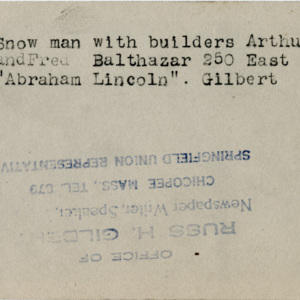 Snow man with builders Arthu
andFred Balthazar 250 East
"Abraham Lincoln". Gilbert
OFFICE OF
RUSS H. GILDE
Newspaper Writer, Speaker,
CHICOPEE MASS, TEL 679
SPRINGFIELD UNION REPRESENTATIV